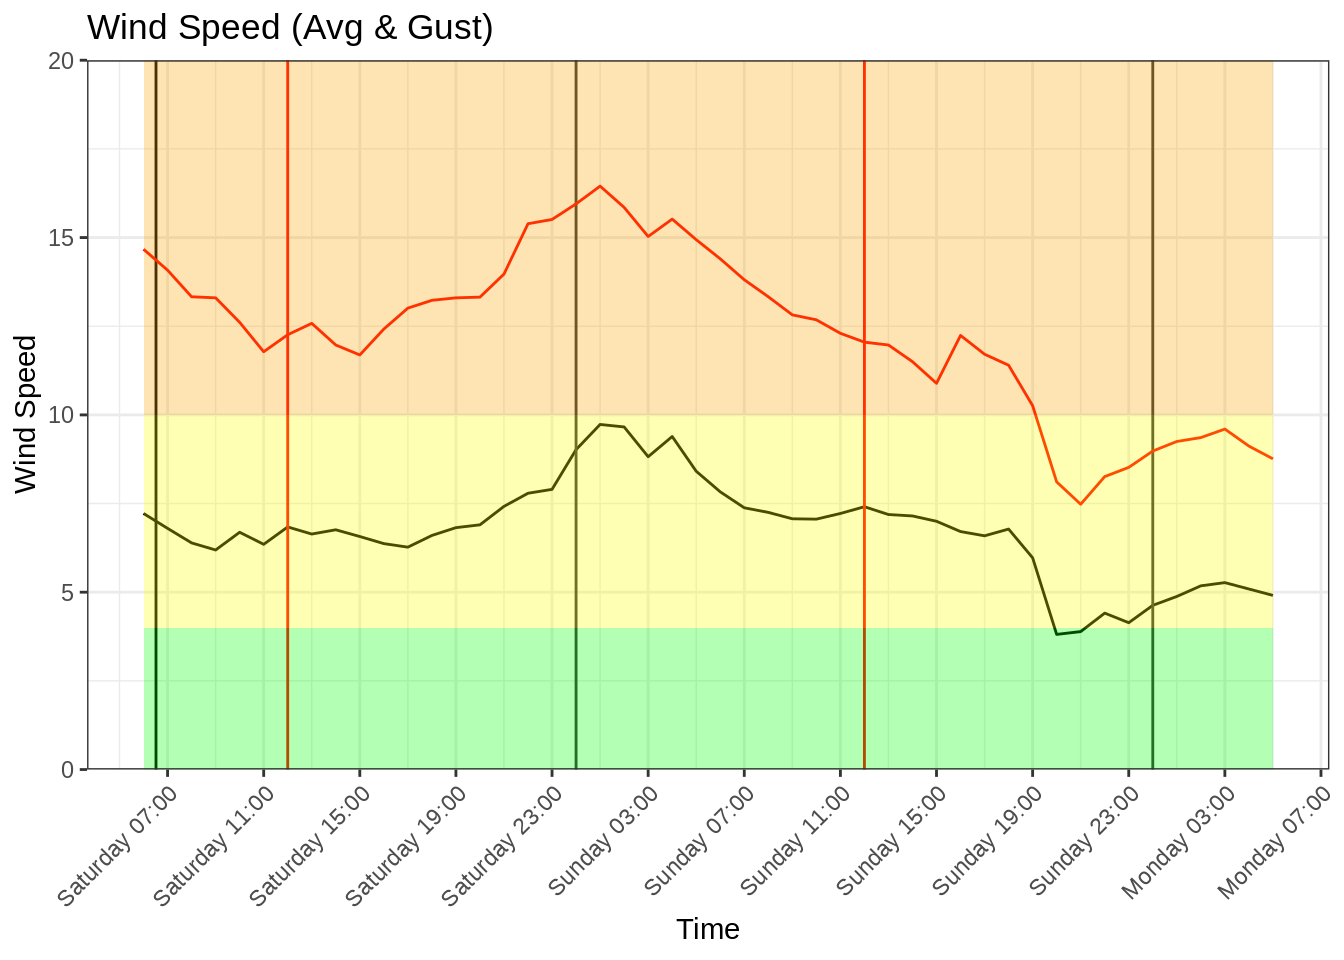 Wind Speed (Avg & Gust)
Wind Speed
20
15
10
5
0
Saturday 07:00
Saturday 11:00
Saturday 15:00
Saturday 19:00
Saturday 23:00
Sunday 03:00
Sunday 07:00
Sunday 11:00
Sunday 15:00
Sunday 19:00
Sunday 23:00
Monday 03:00
Monday 07:00
Time